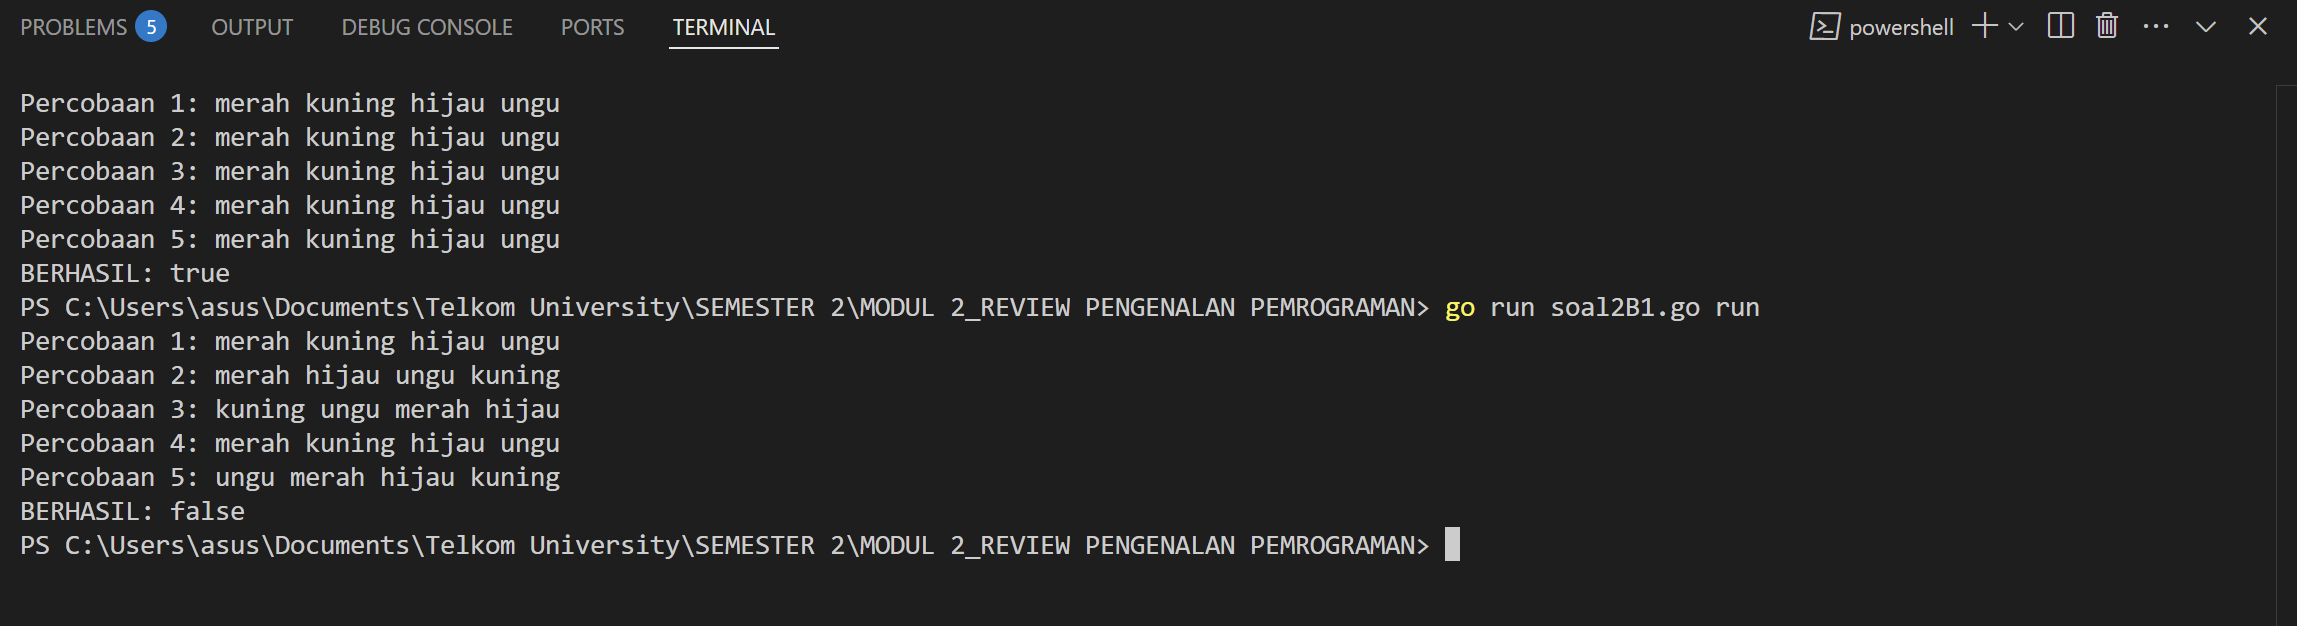 PROBLEMS 5 OUTPUT DEBUG CONSOLE PORTS TERMINAL powershell
Percobaan 1: merah kuning hijau ungu
Percobaan 2: merah kuning hijau ungu
Percobaan 3: merah kuning hijau ungu
Percobaan 4: merah kuning hijau ungu
Percobaan 5: merah kuning hijau ungu
BERHASIL: true
PS C:\Users\asus\Documents\Telkom University\SEMESTER 2\MODUL 2_REVIEW PENGENALAN PEMROGRAMAN> go run soal2B1.go run
Percobaan 1: merah kuning hijau ungu
Percobaan 2: merah hijau ungu kuning
Percobaan 3: kuning ungu merah hijau
Percobaan 4: merah kuning hijau ungu
Percobaan 5: ungu merah hijau kuning
BERHASIL: false
PS C:\Users\asus\Documents\Telkom University\SEMESTER 2\MODUL 2_REVIEW PENGENALAN PEMROGRAMAN>